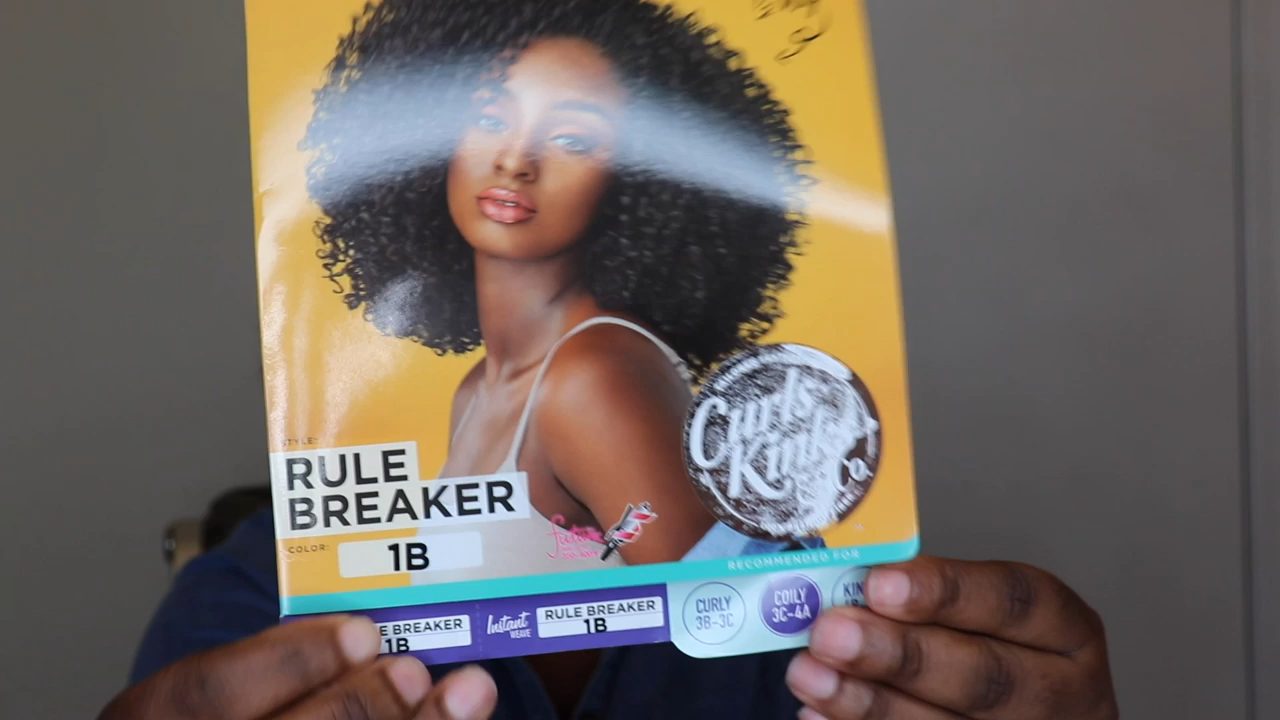 Curls
Kinks
Co.
STYLE:
RULE
BREAKER
COLOR:
1B
RECOMMENDED FOR
E BREAKER
1B
Instant
WEAVE
RULE BREAKER
1B
CURLY
3B-3C
COILY
3C-4A
KIN